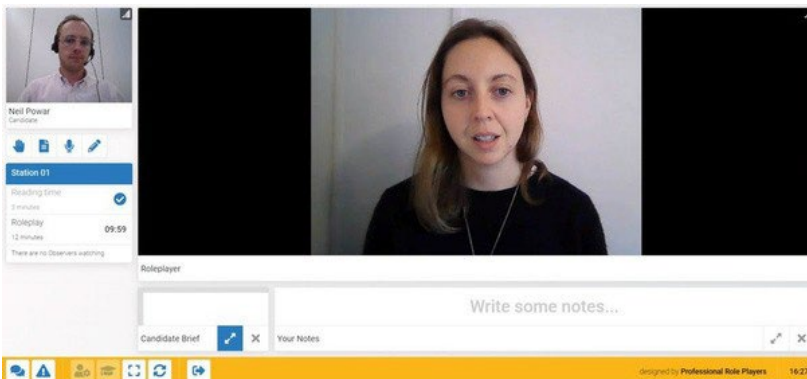 Neil Powar
Candidate
Station 01
Reading time
3 minutes
Roleplay
09:59
12 minutes
There are no Observers watching
Roleplayer
Write some notes...
Candidate Brief
Your Notes
designed by Professional Role Players
16:27